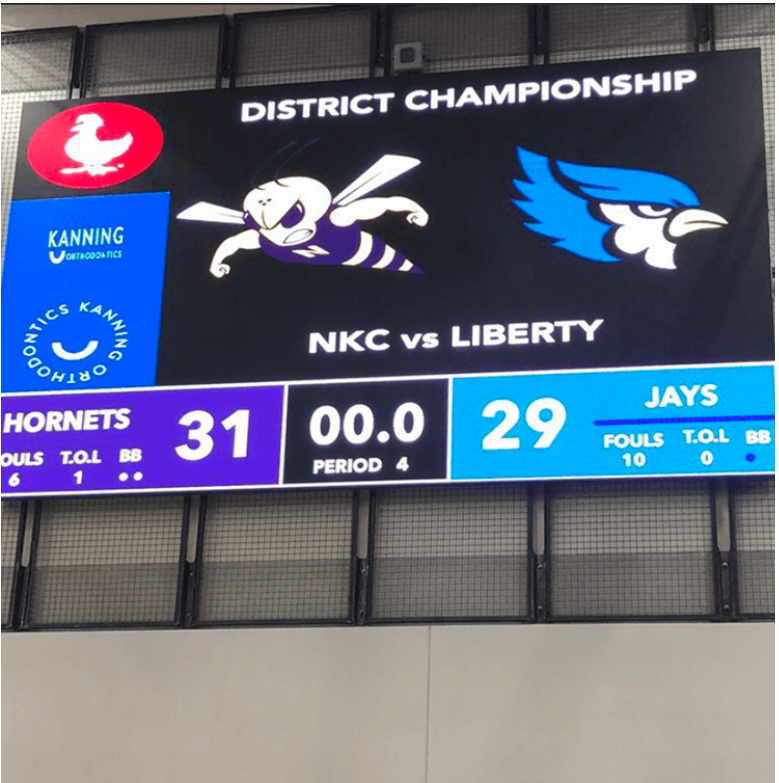 DISTRICT CHAMPIONSHIP
KANNING
ORTHODONTICS
KANNING ORTHODONTICS
N
NKC vs LIBERTY
HORNETS
31
OULS T.O.L BB
6 1
00.0
PERIOD 4
29
JAYS
FOULS T.O.L BB
10 0